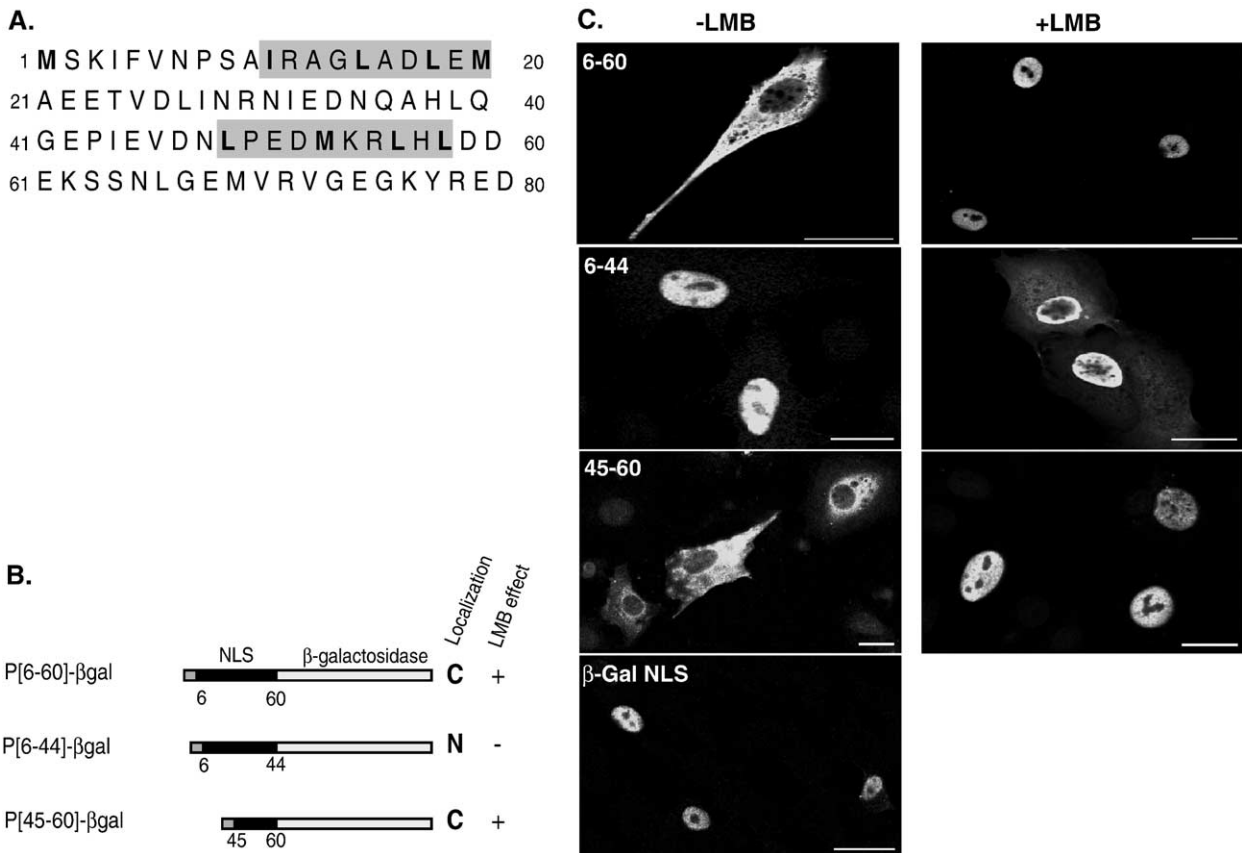 A.
1 M S K I F V N P S A I R A G L A D L E M 20
21 A E E T V D L I N R N I E D N Q A H L Q 40
41 G E P I E V D N L P E D M K R L H L D D 60
61 E K S S N L G E M V R V G E G K Y R E D 80
B.
Localization
LMB effect
NLS β-galactosidase
P[6-60]-βgal C +
6 60
P[6-44]-βgal N -
6 44
P[45-60]-βgal C +
45 60
C.
-LMB +LMB
6-60
6-44
45-60
β-Gal NLS